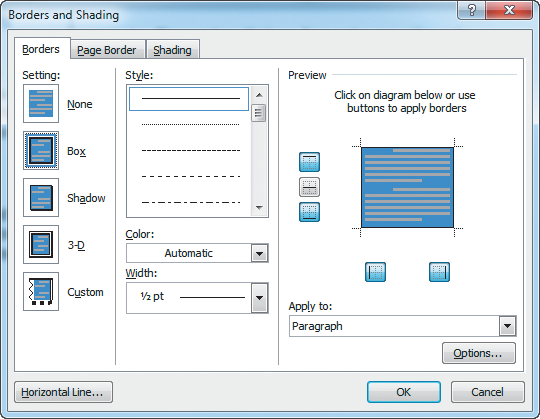 Borders and Shading
?
Borders
Page Border
Shading
Setting:
None
Box
Shadow
3-D
Custom
Style:
Color:
Automatic
Width:
½ pt
Preview
Click on diagram below or use
buttons to apply borders
Apply to:
Paragraph
Options...
Horizontal Line...
OK
Cancel